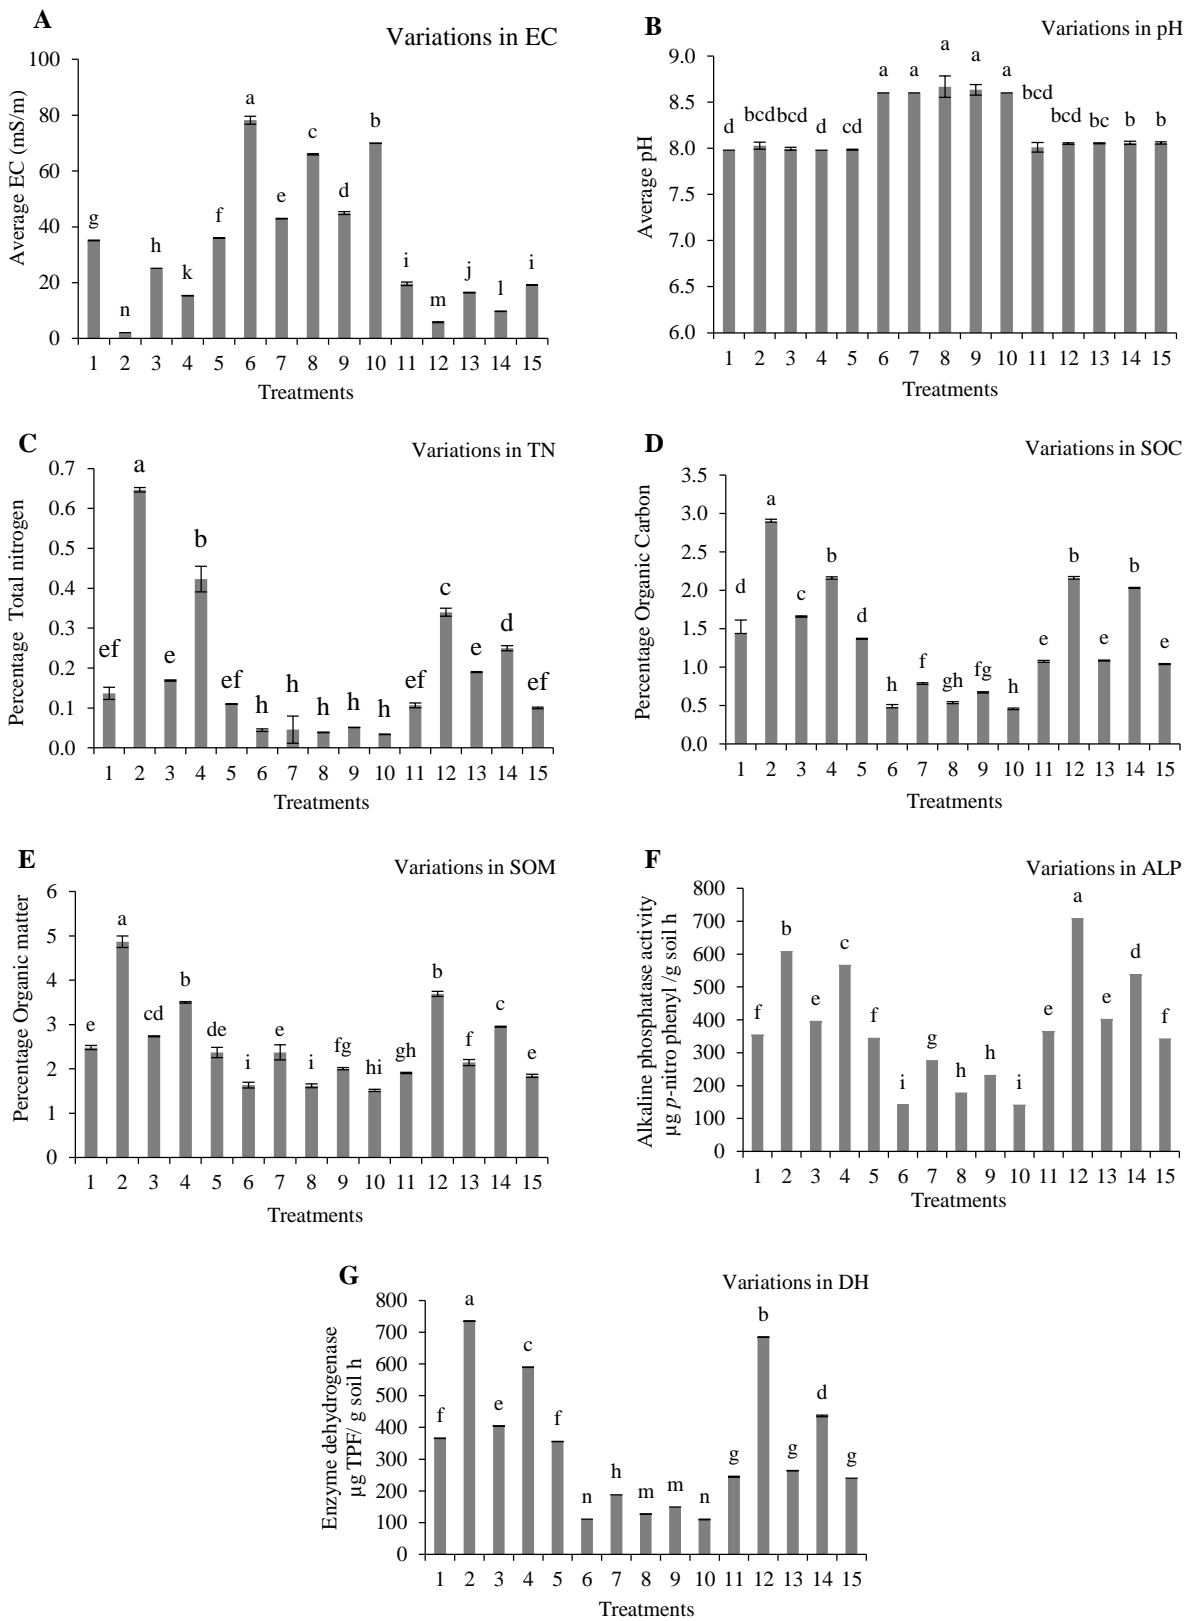 A
Variations in EC
Average EC (mS/m)
100
80
60
40
20
0
g n h k f a e c d b i m j l i
1 2 3 4 5 6 7 8 9 10 11 12 13 14 15
Treatments
B
Variations in pH
Average pH
9.0
8.5
8.0
7.5
7.0
6.5
6.0
d bcd bcd d cd a a a a a bcd bcd bc b b
1 2 3 4 5 6 7 8 9 10 11 12 13 14 15
Treatments
C
Variations in TN
Percentage Total nitrogen
0.7
0.6
0.5
0.4
0.3
0.2
0.1
0.0
ef a e b ef h h h h h ef c e d ef
1 2 3 4 5 6 7 8 9 10 11 12 13 14 15
Treatments
D
Variations in SOC
Percentage Organic Carbon
3.5
3.0
2.5
2.0
1.5
1.0
0.5
0.0
d a c b d h f gh fg h e b e b e
1 2 3 4 5 6 7 8 9 10 11 12 13 14 15
Treatments
E
Variations in SOM
Percentage Organic matter
6
5
4
3
2
1
0
e a cd b de i e i fg hi gh b f c e
1 2 3 4 5 6 7 8 9 10 11 12 13 14 15
Treatments
F
Variations in ALP
Alkaline phosphatase activity
µg p-nitro phenyl /g soil h
800
700
600
500
400
300
200
100
0
f b e c f i g h h i e a e d f
1 2 3 4 5 6 7 8 9 10 11 12 13 14 15
Treatments
G
Variations in DH
Enzyme dehydrogenase
µg TPF/ g soil h
800
700
600
500
400
300
200
100
0
f a e c f n h m m n g b g d g
1 2 3 4 5 6 7 8 9 10 11 12 13 14 15
Treatments